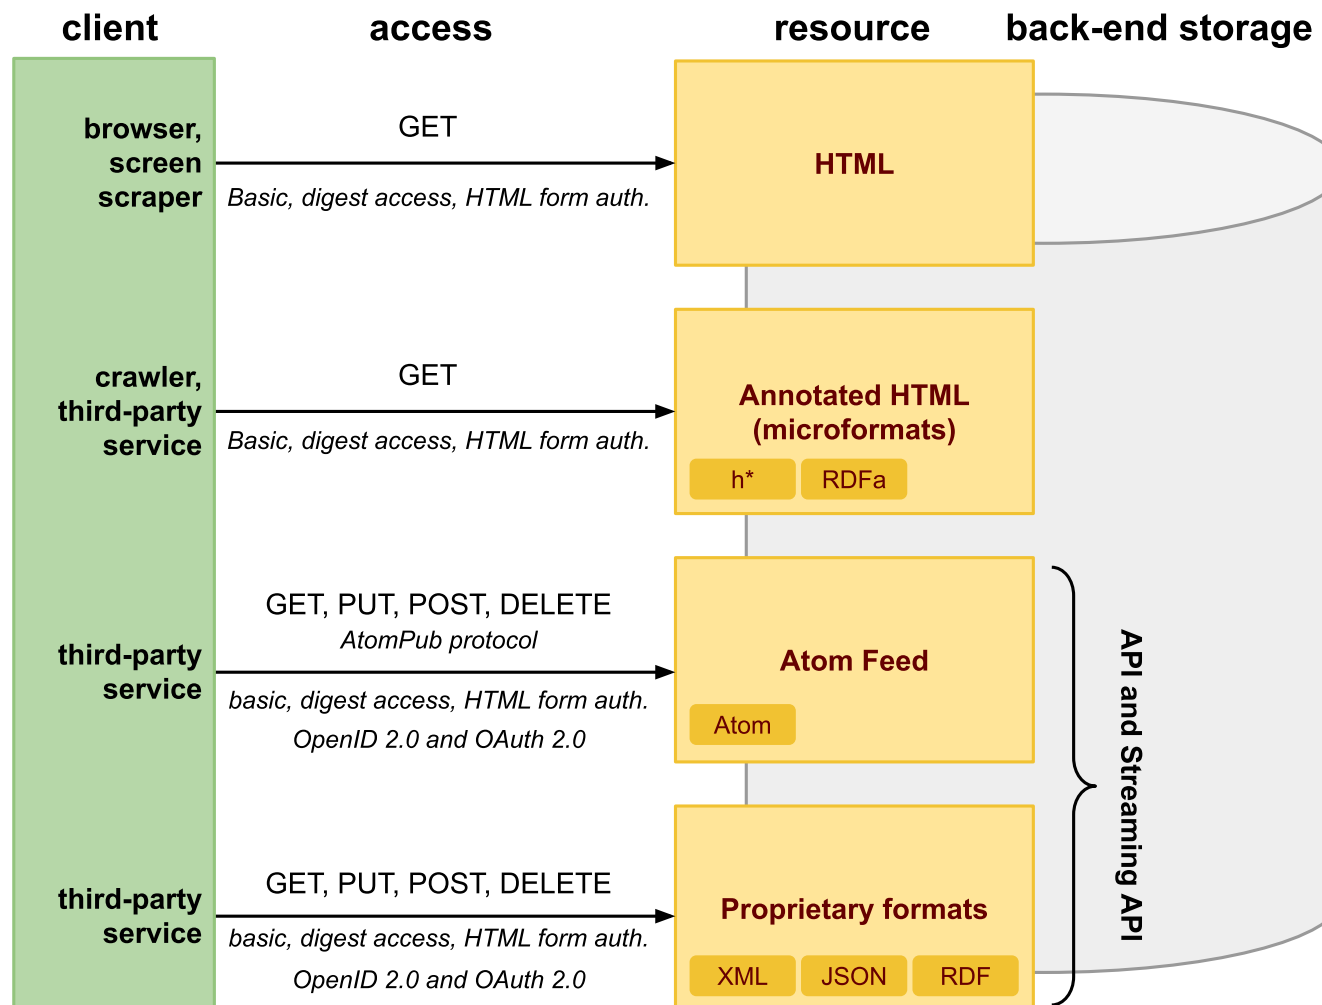 client
access
resource
back-end storage
browser,
screen
scraper
GET
Basic, digest access, HTML form auth.
HTML
crawler,
third-party
service
GET
Basic, digest access, HTML form auth.
Annotated HTML
(microformats)
h*
RDFa
third-party
service
GET, PUT, POST, DELETE
AtomPub protocol
basic, digest access, HTML form auth.
OpenID 2.0 and OAuth 2.0
Atom Feed
Atom
API and Streaming API
third-party
service
GET, PUT, POST, DELETE
basic, digest access, HTML form auth.
OpenID 2.0 and OAuth 2.0
Proprietary formats
XML
JSON
RDF